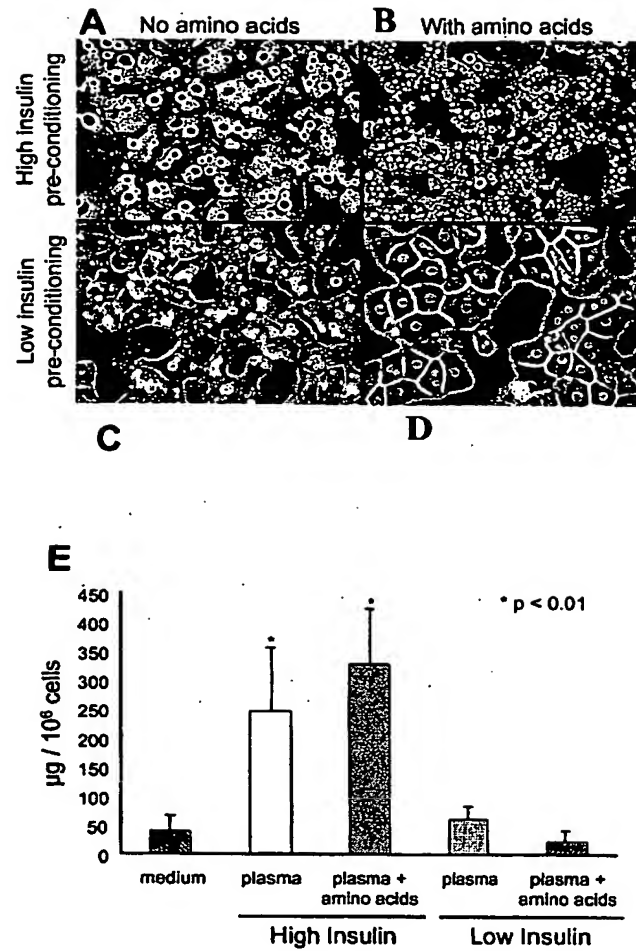 A No amino acids B With amino acids
High Insulin
pre-conditioning
Low Insulin
pre-conditioning
C D
E
450
400
350
300
250
200
150
100
50
0
µg / 10⁶ cells
* * * p < 0.01
medium plasma plasma + plasma plasma +
amino acids amino acids
High Insulin Low Insulin